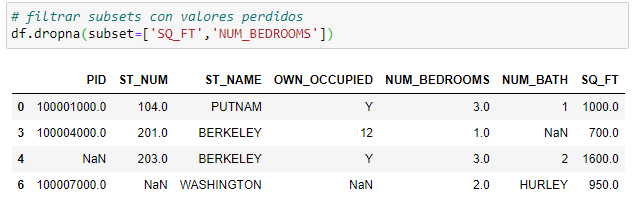 # filtrar subsets con valores perdidos
df.dropna(subset=['SQ_FT','NUM_BEDROOMS'])
PID ST_NUM ST_NAME OWN_OCCUPIED NUM_BEDROOMS NUM_BATH SQ_FT
0 100001000.0 104.0 PUTNAM Y 3.0 1 1000.0
3 100004000.0 201.0 BERKELEY 12 1.0 NaN 700.0
4 NaN 203.0 BERKELEY Y 3.0 2 1600.0
6 100007000.0 NaN WASHINGTON NaN 2.0 HURLEY 950.0